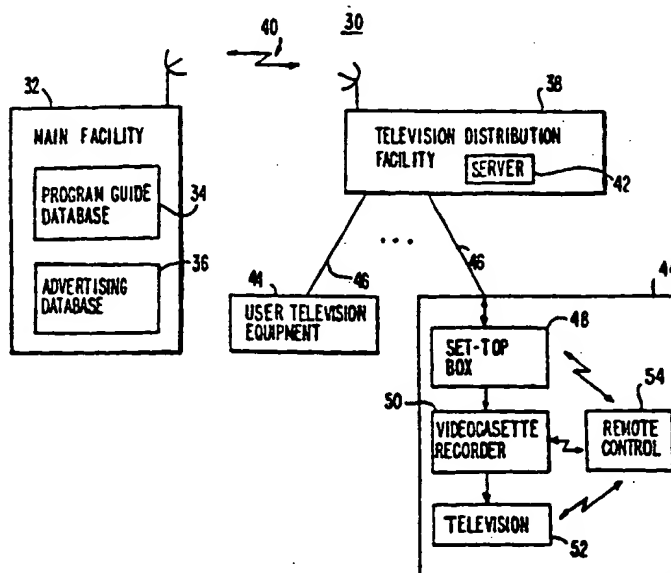 30
40
32
MAIN FACILITY
PROGRAM GUIDE
DATABASE
34
ADVERTISING
DATABASE
36
38
TELEVISION DISTRIBUTION
FACILITY
SERVER
42
...
46
46
44
USER TELEVISION
EQUIPMENT
44
SET-TOP
BOX
48
50
VIDEOCASETTE
RECORDER
54
REMOTE
CONTROL
TELEVISION
52